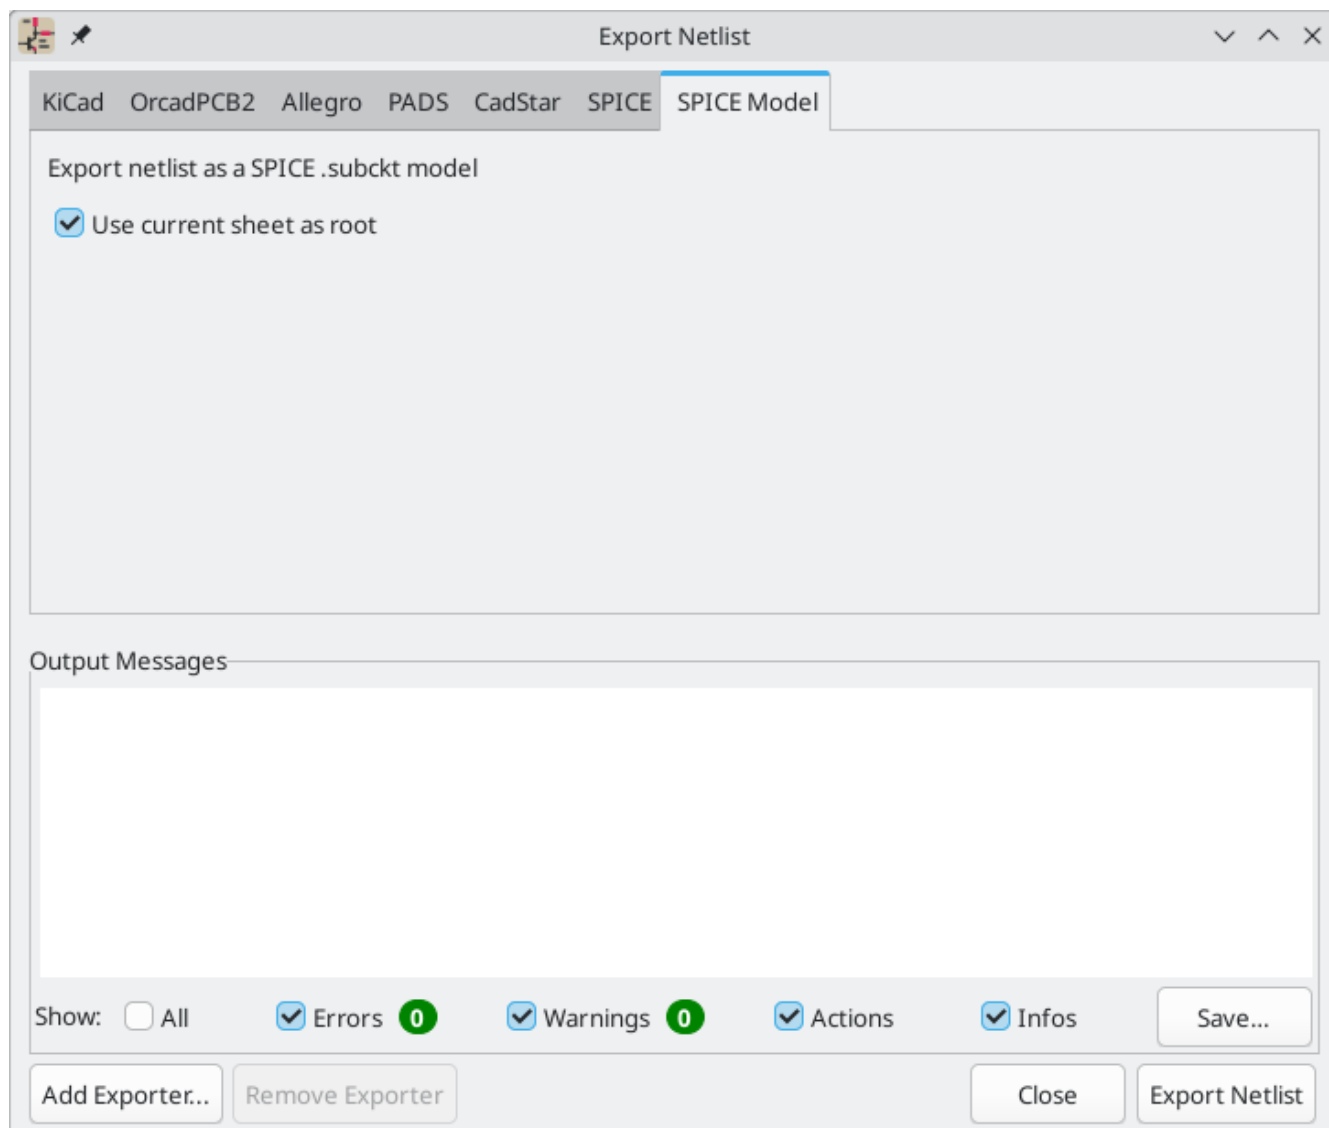 Export Netlist
KiCad OrcadPCB2 Allegro PADS CadStar SPICE SPICE Model
Export netlist as a SPICE .subckt model
Use current sheet as root
Output Messages
Show: All Errors 0 Warnings 0 Actions Infos Save...
Add Exporter... Remove Exporter Close Export Netlist